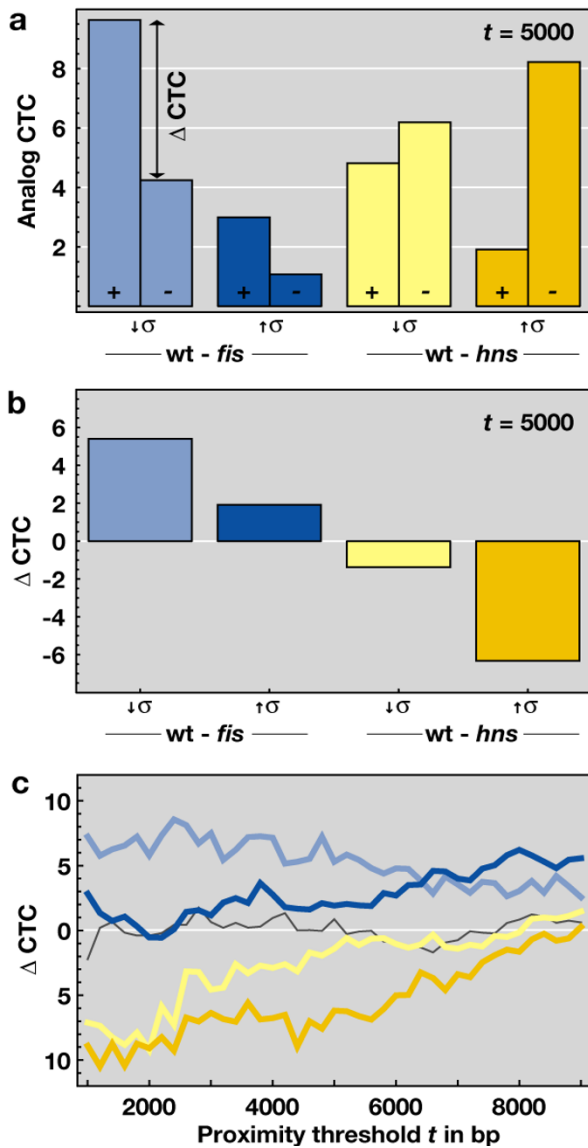 a
t = 5000
Analog CTC
8
6
4
2
Δ CTC
+ - + - + - + -
↓σ ↑σ ↓σ ↑σ
wt - fis wt - hns
b
t = 5000
Δ CTC
6
4
2
0
-2
-4
-6
↓σ ↑σ ↓σ ↑σ
wt - fis wt - hns
c
Δ CTC
10
5
0
5
10
2000 4000 6000 8000
Proximity threshold t in bp